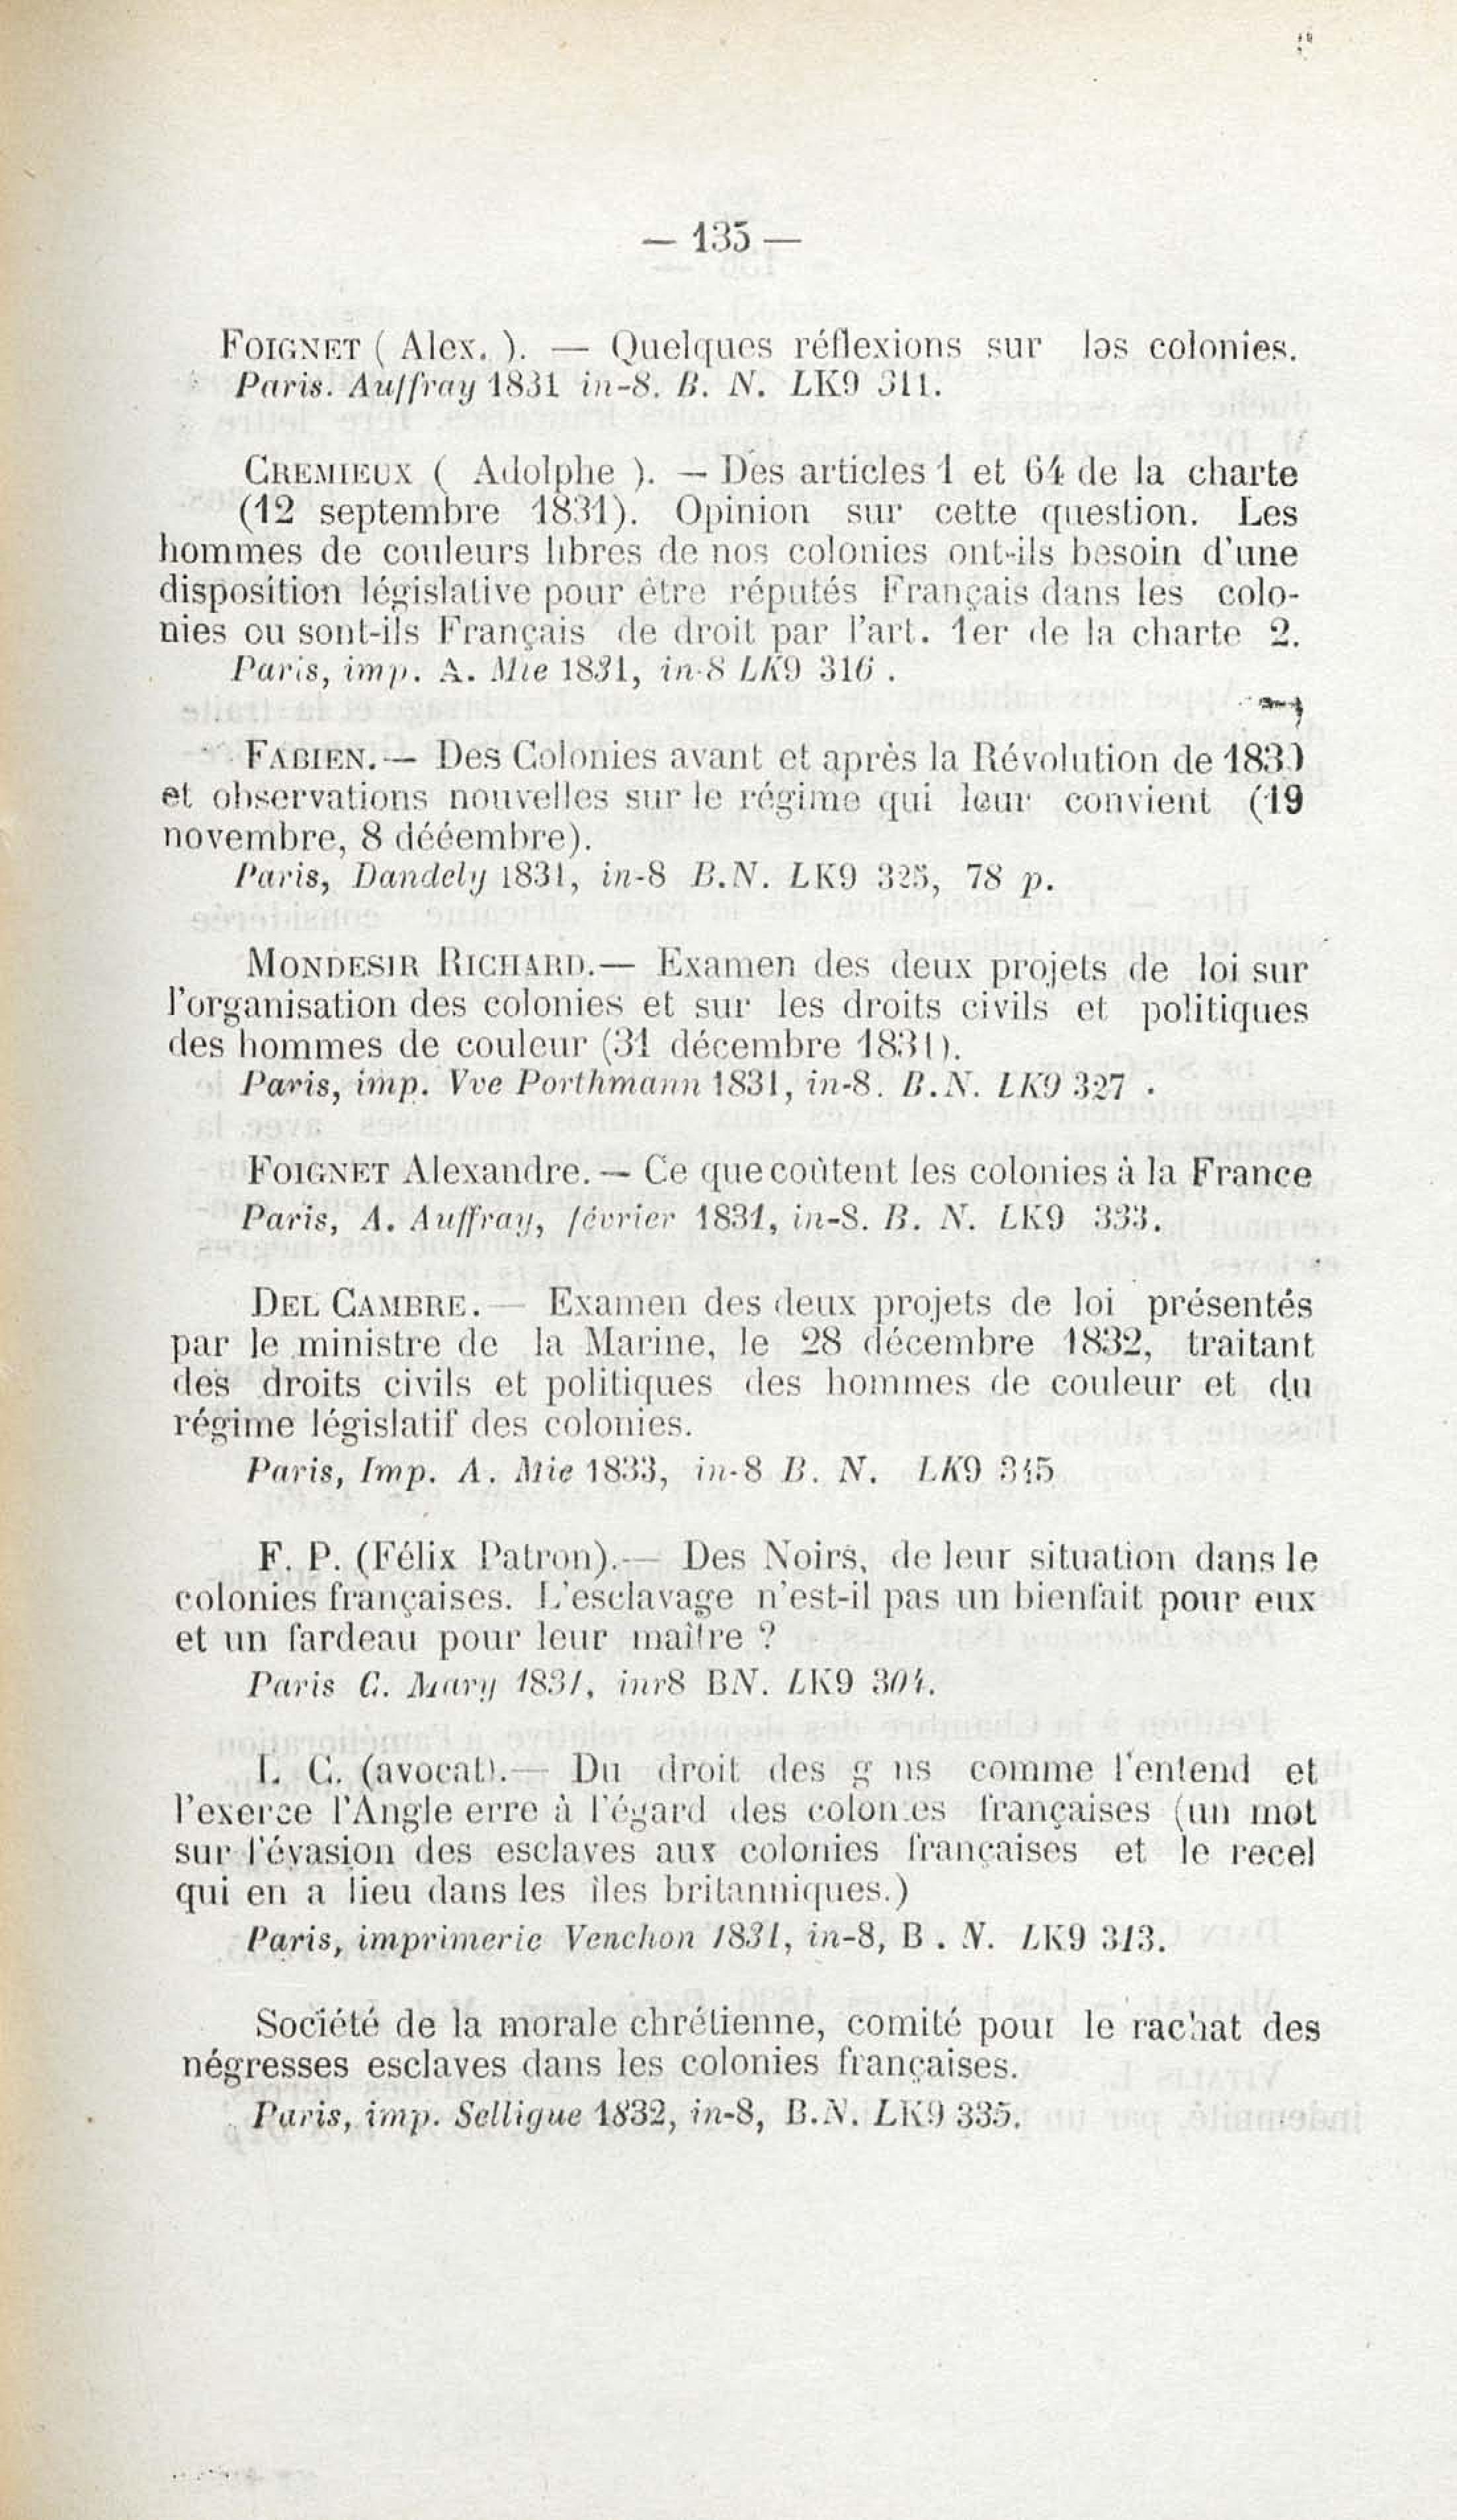 — 135 —
FOIGNET ( Alex. ). — Quelques réflexions sur les colonies.
Paris. Auffray 1831 in-8. B. N. LK9 311.
CREMIEUX ( Adolphe ). — Des articles 1 et 64 de la charte
(12 septembre 1831). Opinion sur cette question. Les
hommes de couleurs libres de nos colonies ont-ils besoin d'une
disposition législative pour être réputés Français dans les colo-
nies ou sont-ils Français de droit par l'art. 1er de la charte 2.
Paris, imp. A. Mie 1831, in-8 LK9 316 .
FABIEN.— Des Colonies avant et après la Révolution de 1830
et observations nouvelles sur le régime qui leur convient (19
novembre, 8 dééembre).
Paris, Dandely 1831, in-8 B.N. LK9 325, 78 p.
MONDESIR RICHARD.— Examen des deux projets de loi sur
l'organisation des colonies et sur les droits civils et politiques
des hommes de couleur (31 décembre 1831).
Paris, imp. Vve Porthmann 1831, in-8. B.N. LK9 327 .
FOIGNET Alexandre. — Ce que coûtent les colonies à la France
Paris, A. Auffray, février 1831, in-8. B. N. LK9 333.
DEL CAMBRE. — Examen des deux projets de loi présentés
par le ministre de la Marine, le 28 décembre 1832, traitant
des droits civils et politiques des hommes de couleur et du
régime législatif des colonies.
Paris, Imp. A. Mie 1833, in-8 B. N. LK9 345
F. P. (Félix Patron).— Des Noirs, de leur situation dans le
colonies françaises. L'esclavage n'est-il pas un bienfait pour eux
et un fardeau pour leur maître ?
Paris C. Mary 1831, inr8 BN. LK9 304.
L. C. (avocat).— Du droit des g ns comme l'entend et
l'exerce l'Angle erre à l'égard des colonies françaises (un mot
sur l'évasion des esclaves aux colonies françaises et le recel
qui en a lieu dans les îles britanniques.)
Paris, imprimerie Venchon 1831, in-8, B . N. LK9 313.
Société de la morale chrétienne, comité pour le rachat des
négresses esclaves dans les colonies françaises.
Paris, imp. Selligue 1832, in-8, B.N. LK9 335.